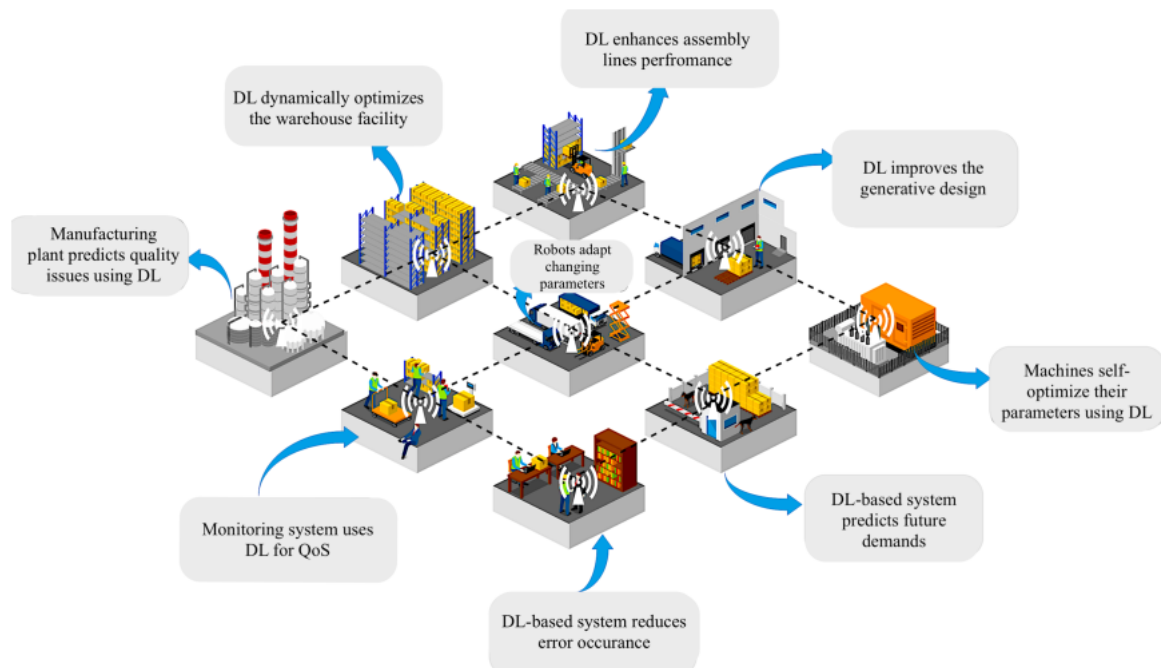 DL enhances assembly
lines perfromance
DL dynamically optimizes
the warehouse facility
DL improves the
generative design
Manufacturing
plant predicts quality
issues using DL
Robots adapt
changing
parameters
Machines self-
optimize their
parameters using DL
Monitoring system uses
DL for QoS
DL-based system
predicts future
demands
DL-based system reduces
error occurance